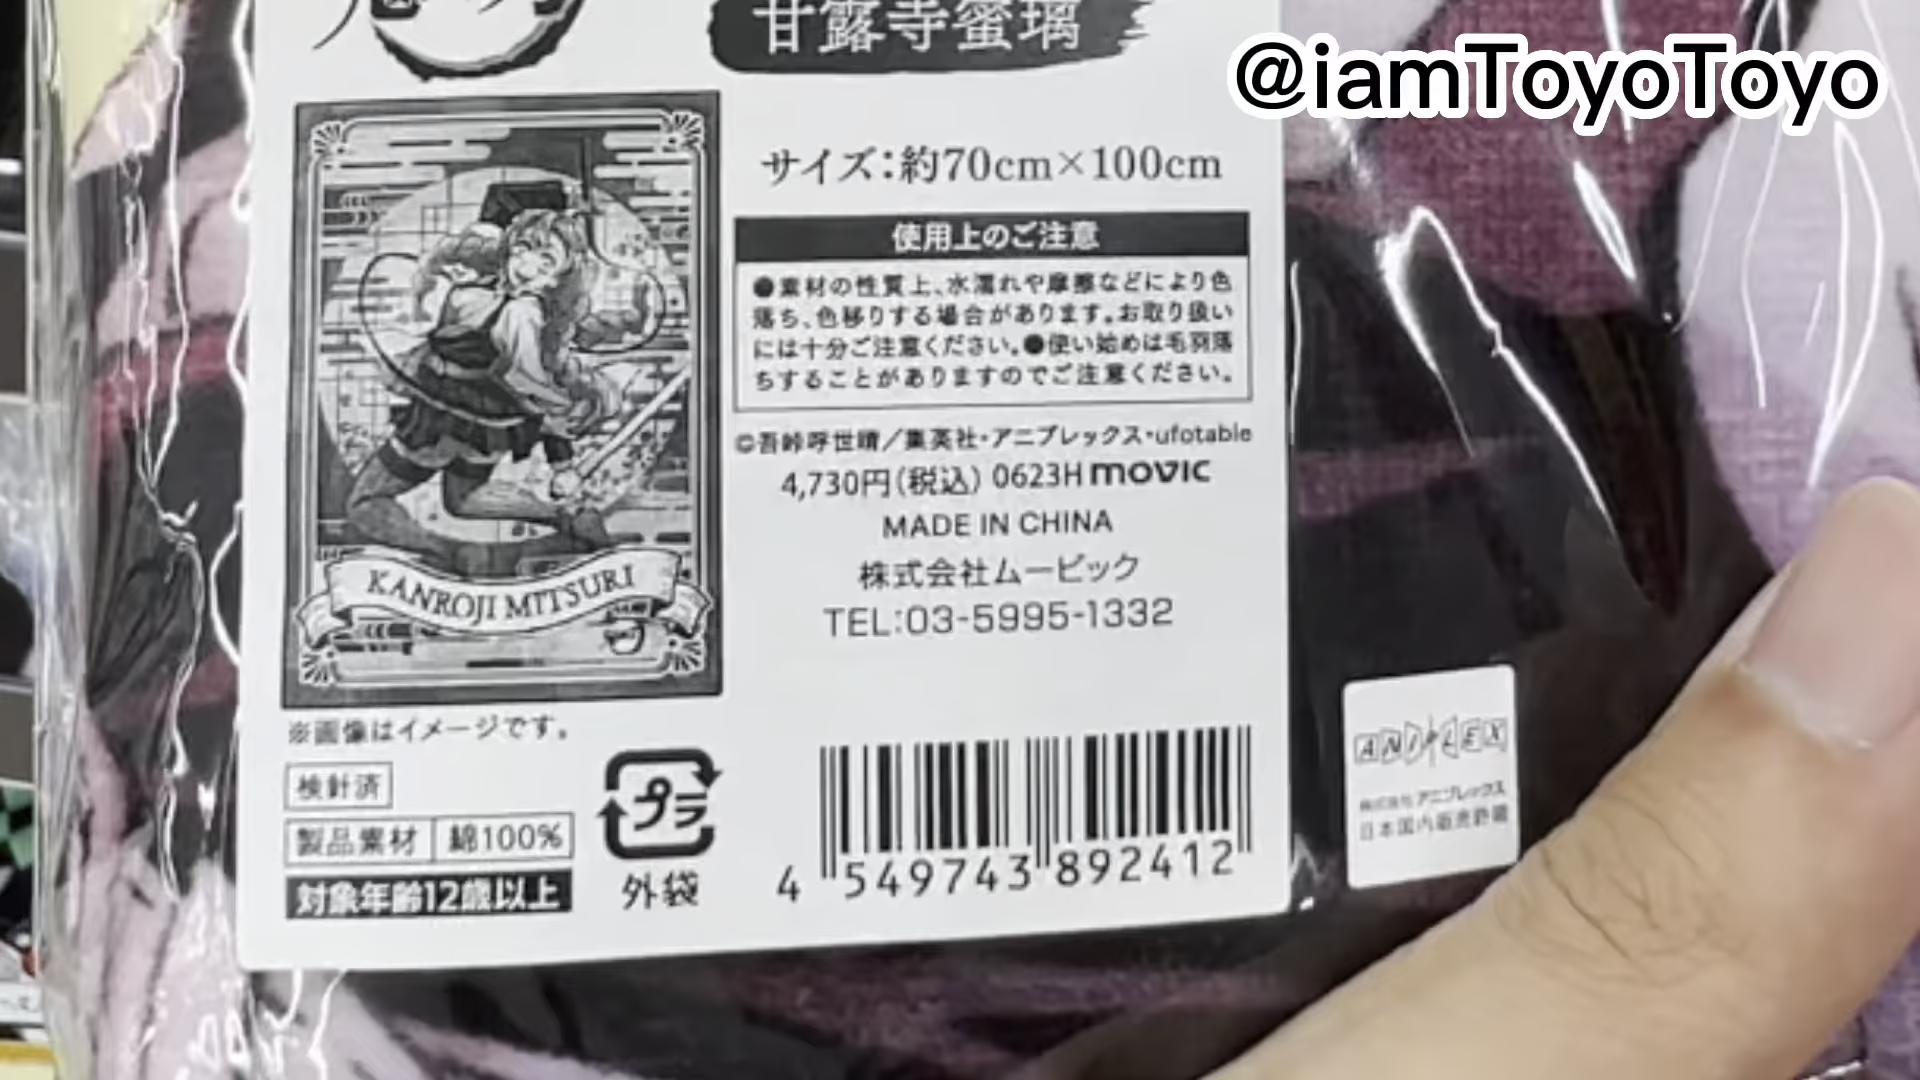 甘露寺蜜璃
@iamToyoToyo
サイズ:約70cm×100cm
使用上のご注意
●素材の性質上、水濡れや摩擦などにより色
落ち、色移りする場合があります。お取り扱い
には十分ご注意ください。●使い始めは毛羽落
ちすることがありますのでご注意ください。
©吾峠呼世晴/集英社・アニプレックス・ufotable
4,730円(税込) 0623H movic
MADE IN CHINA
株式会社ムービック
TEL:03-5995-1332
KANROJI MITSURI
※画像はイメージです。
検針済
製品素材 綿100%
対象年齢12歳以上
プラ
外袋
4 549743 892412
ANIPLEX
株式会社アニプレックス
日本国内販売許諾